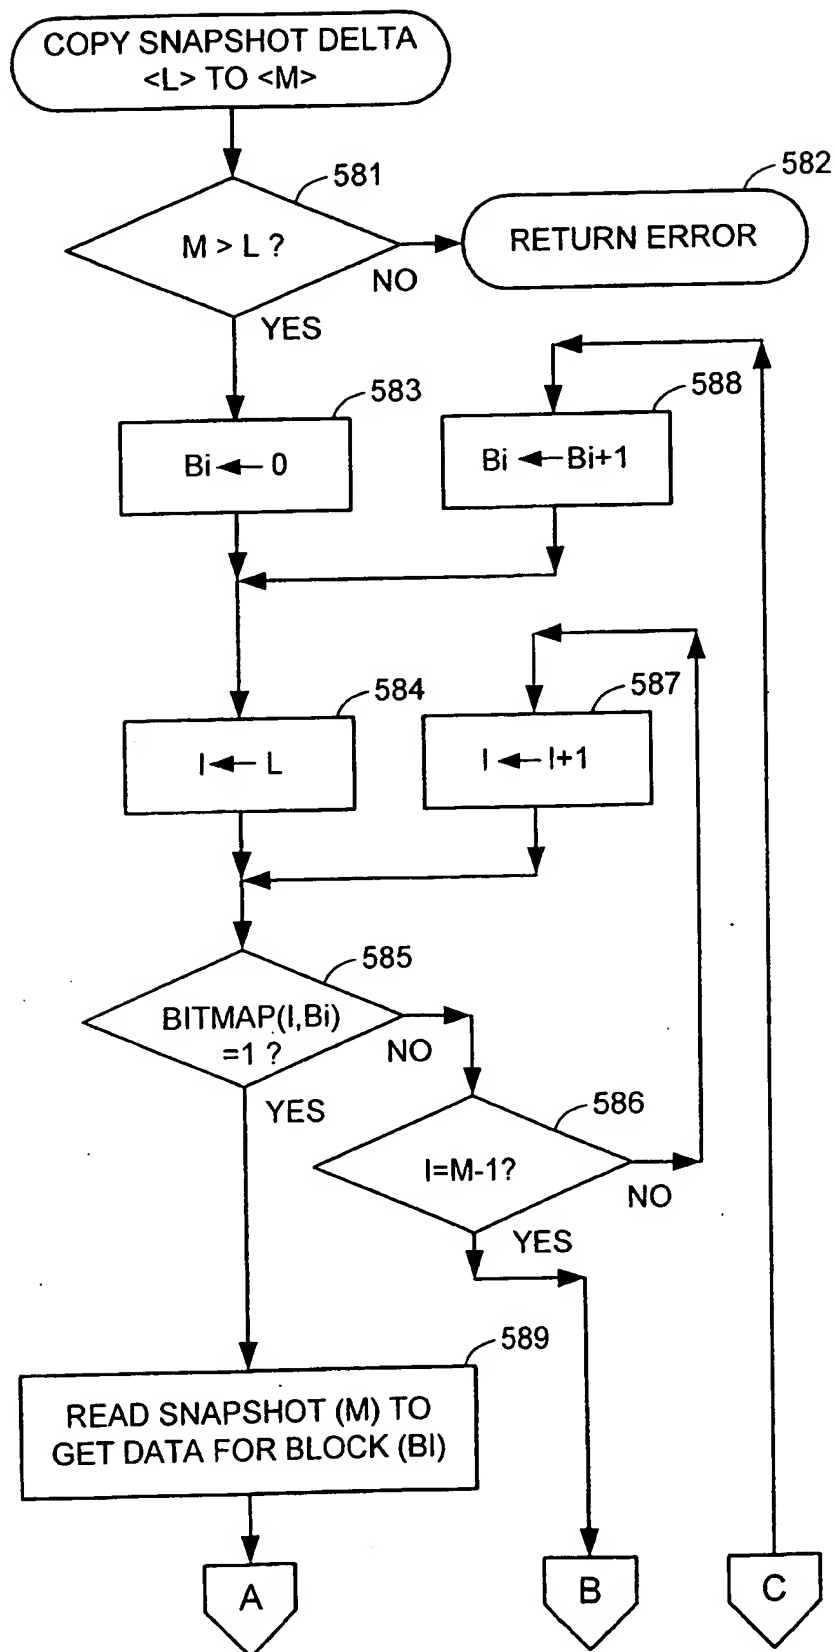 COPY SNAPSHOT DELTA
<L> TO <M>
581
M > L ?
NO
YES
582
RETURN ERROR
583
Bi ← 0
588
Bi ← Bi+1
584
I ← L
587
I ← I+1
585
BITMAP(I,Bi)
=1 ?
NO
YES
586
I=M-1?
NO
YES
589
READ SNAPSHOT (M) TO
GET DATA FOR BLOCK (BI)
A
B
C